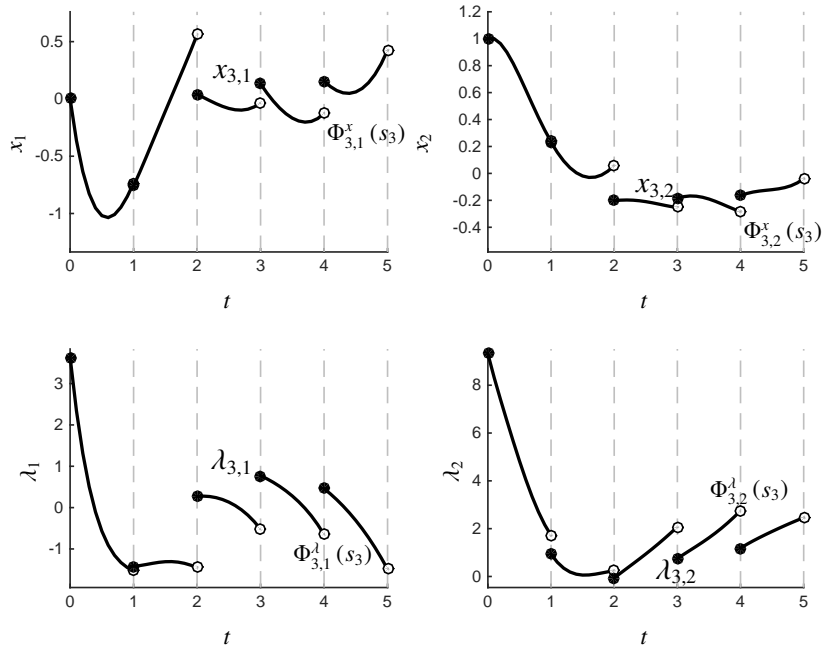 0.5
0
-0.5
-1
x₁
x₃,₁
Φˣ₃,₁ (s₃)
0 1 2 3 4 5
t
1.2
1
0.8
0.6
0.4
0.2
0
-0.2
-0.4
x₂
x₃,₂
Φˣ₃,₂ (s₃)
0 1 2 3 4 5
t
3
2
1
0
-1
λ₁
λ₃,₁
Φ^λ₃,₁ (s₃)
0 1 2 3 4 5
t
8
6
4
2
0
λ₂
Φ^λ₃,₂ (s₃)
λ₃,₂
0 1 2 3 4 5
t